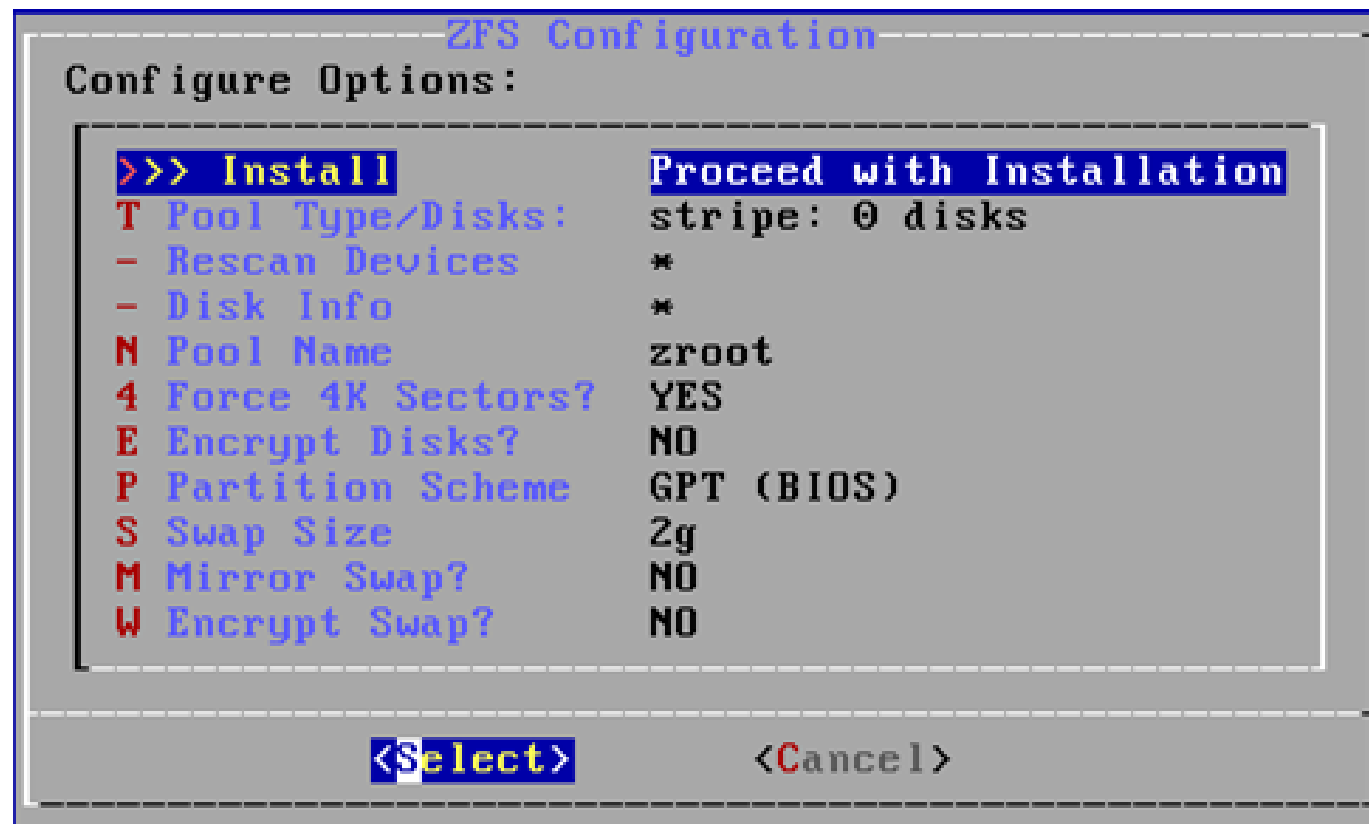 ZFS Configuration
Configure Options:
>>> Install Proceed with Installation
T Pool Type/Disks: stripe: 0 disks
- Rescan Devices *
- Disk Info *
N Pool Name zroot
4 Force 4K Sectors? YES
E Encrypt Disks? NO
P Partition Scheme GPT (BIOS)
S Swap Size 2g
M Mirror Swap? NO
W Encrypt Swap? NO
<Select> <Cancel>